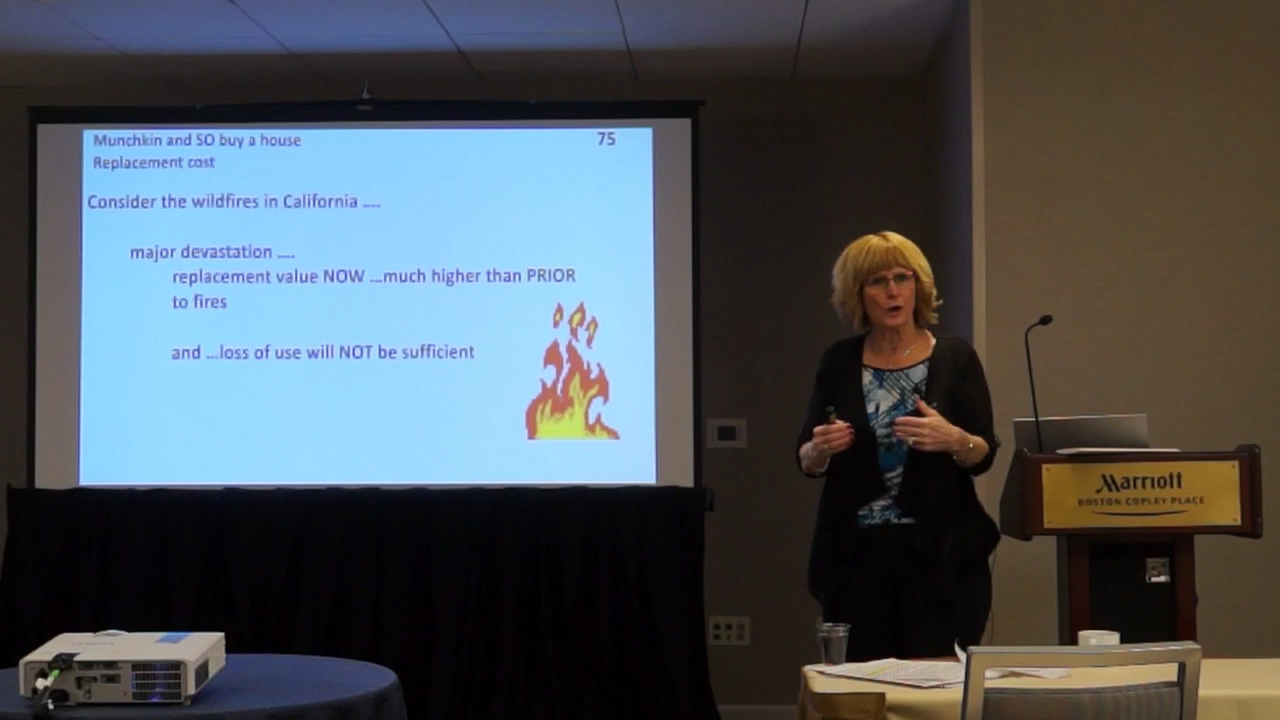 Munchkin and SO buy a house
75
Replacement cost
Consider the wildfires in California ....
major devastation ....
replacement value NOW ...much higher than PRIOR
to fires
and ...loss of use will NOT be sufficient
Marriott
BOSTON COPLEY PLACE